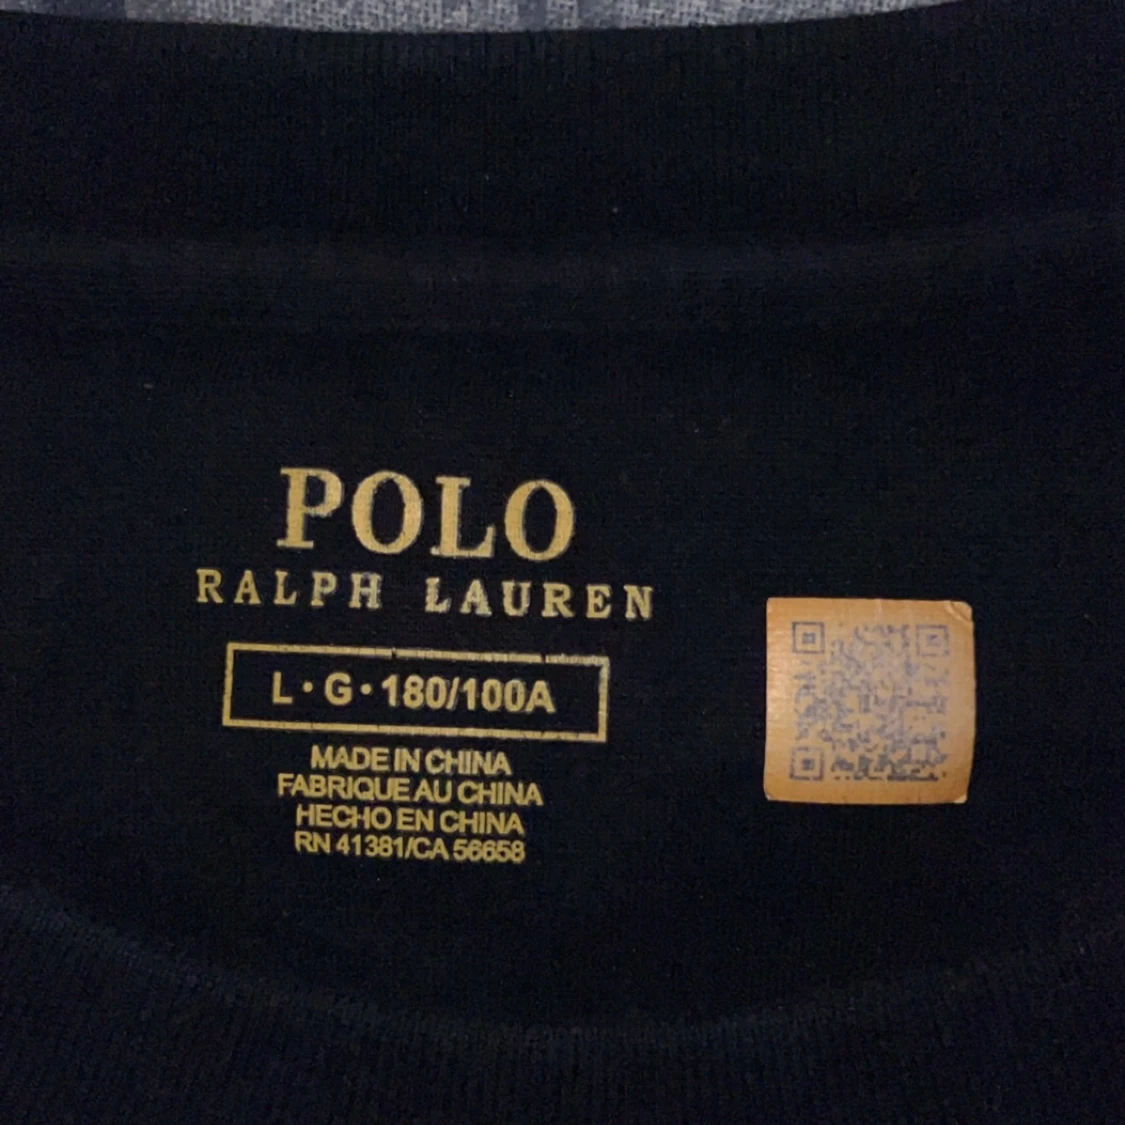 POLO
RALPH LAUREN
L・G・180/100A
MADE IN CHINA
FABRIQUE AU CHINA
HECHO EN CHINA
RN 41381/CA 56658